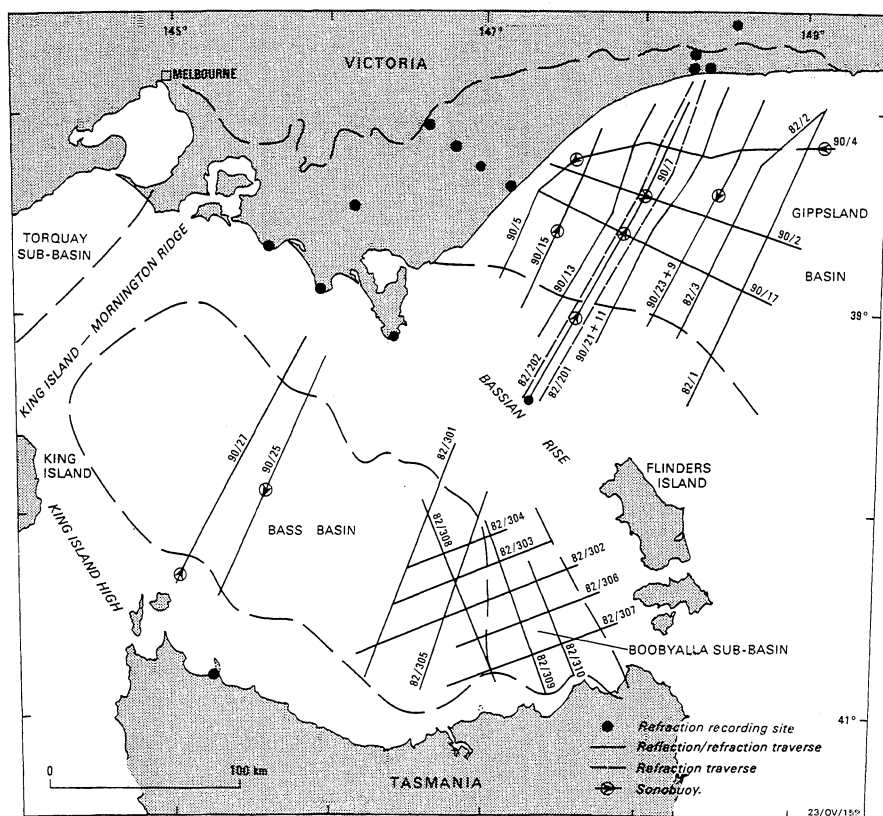 145°
147°
149°
VICTORIA
MELBOURNE
82/2
90/4
90/7
GIPPSLAND
BASIN
90/5
90/15
90/13
90/2
90/17
90/23 + 9
82/3
82/1
90/21 + 11
82/201
82/202
TORQUAY
SUB-BASIN
KING ISLAND - MORNINGTON RIDGE
39°
BASSIAN
RISE
KING
ISLAND
KING ISLAND HIGH
90/27
90/25
BASS BASIN
82/301
82/308
82/304
82/303
82/302
82/306
82/307
82/305
82/309
82/310
FLINDERS
ISLAND
BOOBYALLA SUB-BASIN
41°
Refraction recording site
Reflection/refraction traverse
Refraction traverse
Sonobuoy.
0
100 km
TASMANIA